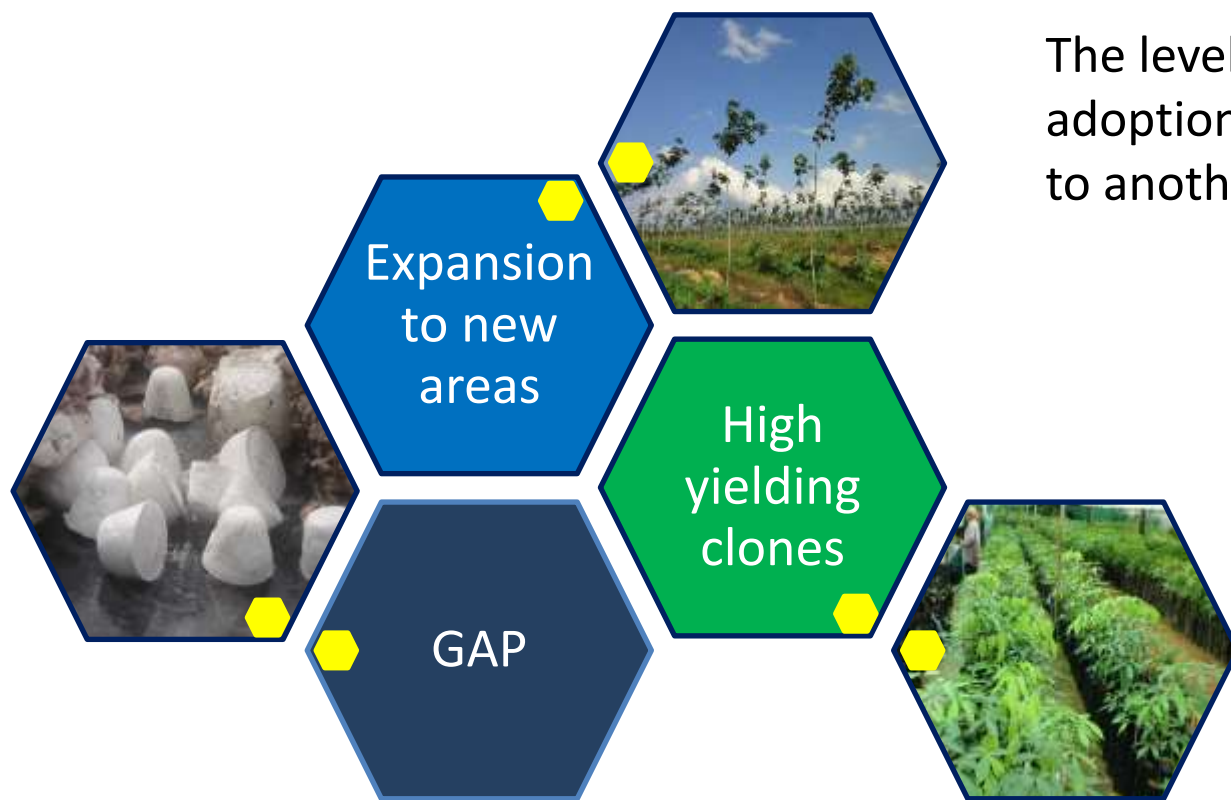 The level
adoption
to anoth
Expansion
to new
areas
High
yielding
clones
GAP